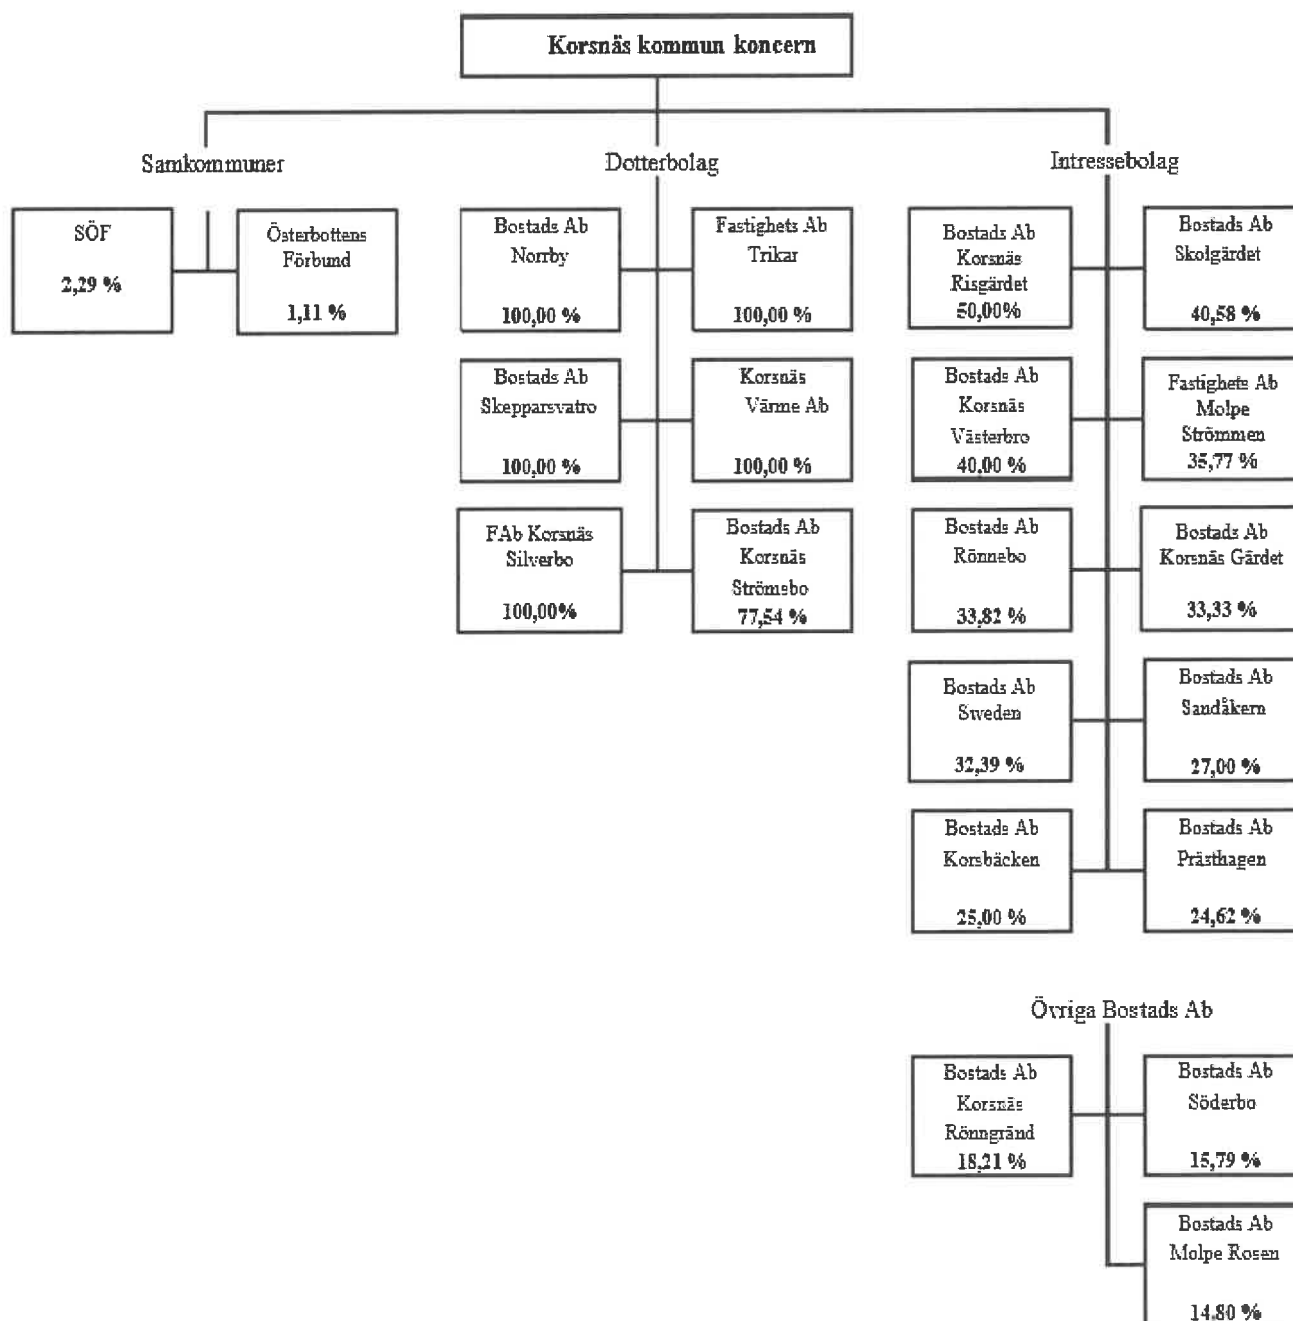 Korsnäs kommun koncern
Samkommuner
Dotterbolag
Intressebolag
SÖF
2,29 %
Österbottens
Förbund
1,11 %
Bostads Ab
Norrby
100,00 %
Fastighets Ab
Trikar
100,00 %
Bostads Ab
Skepparsvatro
100,00 %
Korsnäs
Värme Ab
100,00 %
FAb Korsnäs
Silverbo
100,00%
Bostads Ab
Korsnäs
Strömsbo
77,54 %
Bostads Ab
Korsnäs
Risgärdet
50,00%
Bostads Ab
Skolgärdet
40,58 %
Bostads Ab
Korsnäs
Västerbro
40,00 %
Fastighets Ab
Molpe
Strömmen
35,77 %
Bostads Ab
Rönnebo
33,82 %
Bostads Ab
Korsnäs Gärdet
33,33 %
Bostads Ab
Sweden
32,39 %
Bostads Ab
Sandåkern
27,00 %
Bostads Ab
Korsbäcken
25,00 %
Bostads Ab
Prästhagen
24,62 %
Övriga Bostads Ab
Bostads Ab
Korsnäs
Rönngränd
18,21 %
Bostads Ab
Söderbo
15,79 %
Bostads Ab
Molpe Rosen
14,80 %